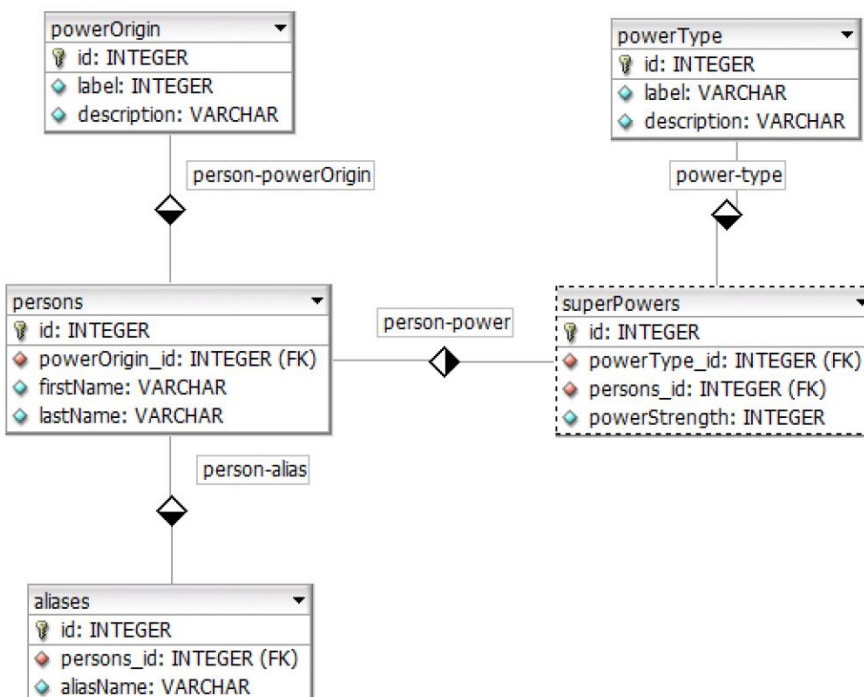 powerOrigin
id: INTEGER
label: INTEGER
description: VARCHAR
powerType
id: INTEGER
label: VARCHAR
description: VARCHAR
person-powerOrigin
power-type
persons
id: INTEGER
powerOrigin_id: INTEGER (FK)
firstName: VARCHAR
lastName: VARCHAR
person-power
superPowers
id: INTEGER
powerType_id: INTEGER (FK)
persons_id: INTEGER (FK)
powerStrength: INTEGER
person-alias
aliases
id: INTEGER
persons_id: INTEGER (FK)
aliasName: VARCHAR